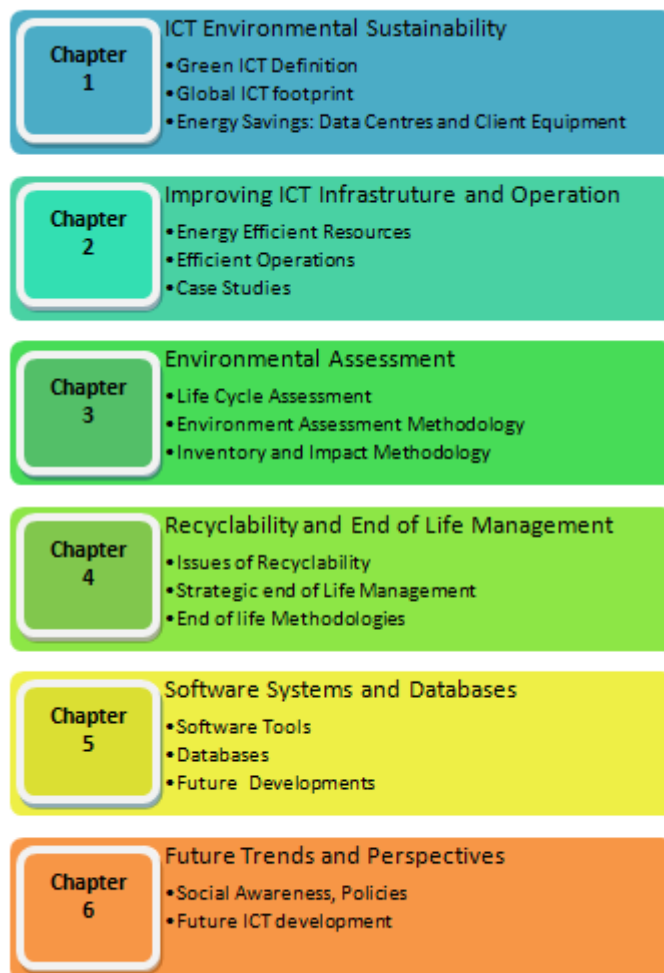 Chapter
1
ICT Environmental Sustainability
•Green ICT Definition
•Global ICT footprint
•Energy Savings: Data Centres and Client Equipment
Chapter
2
Improving ICT Infrastruture and Operation
•Energy Efficient Resources
•Efficient Operations
•Case Studies
Chapter
3
Environmental Assessment
•Life Cycle Assessment
•Environment Assessment Methodology
•Inventory and Impact Methodology
Chapter
4
Recyclability and End of Life Management
•Issues of Recyclability
•Strategic end of Life Management
•End of life Methodologies
Chapter
5
Software Systems and Databases
•Software Tools
•Databases
•Future Developments
Chapter
6
Future Trends and Perspectives
•Social Awareness, Policies
•Future ICT development